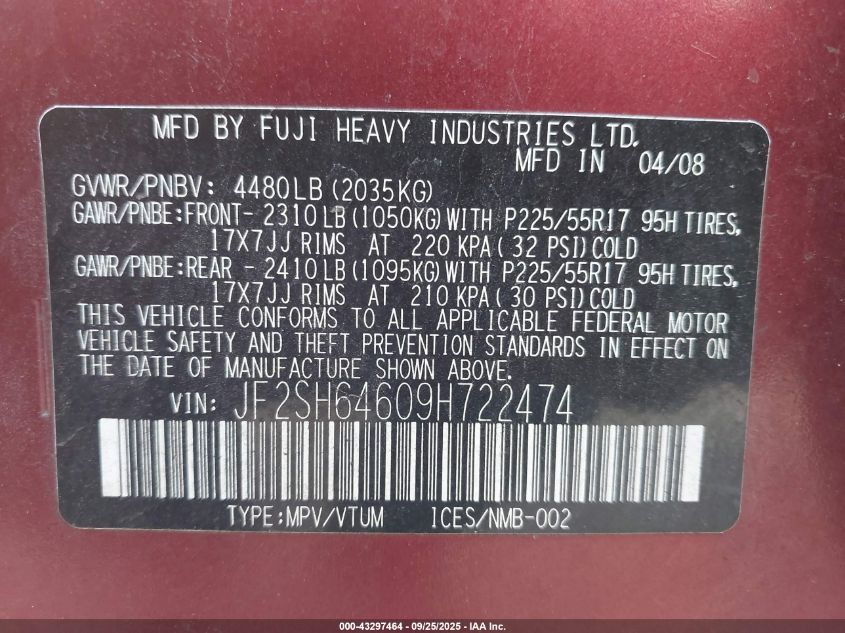 MFD BY FUJI HEAVY INDUSTRIES LTD.
MFD IN 04/08
GVWR/PNBV: 4480LB (2035KG)
GAWR/PNBE:FRONT- 2310LB (1050KG) WITH P225/55R17 95H TIRES,
17X7JJ RIMS AT 220 KPA (32 PSI) COLD
GAWR/PNBE:REAR - 2410LB (1095KG) WITH P225/55R17 95H TIRES,
17X7JJ RIMS AT 210 KPA (30 PSI) COLD
THIS VEHICLE CONFORMS TO ALL APPLICABLE FEDERAL MOTOR
VEHICLE SAFETY AND THEFT PREVENTION STANDARDS IN EFFECT ON
THE DATE OF MANUFACTURE SHOWN ABOVE.
VIN: JF2SH64609H722474
TYPE:MPV/VTUM ICES/NMB-002
000-43297464 - 09/25/2025 - IAA Inc.